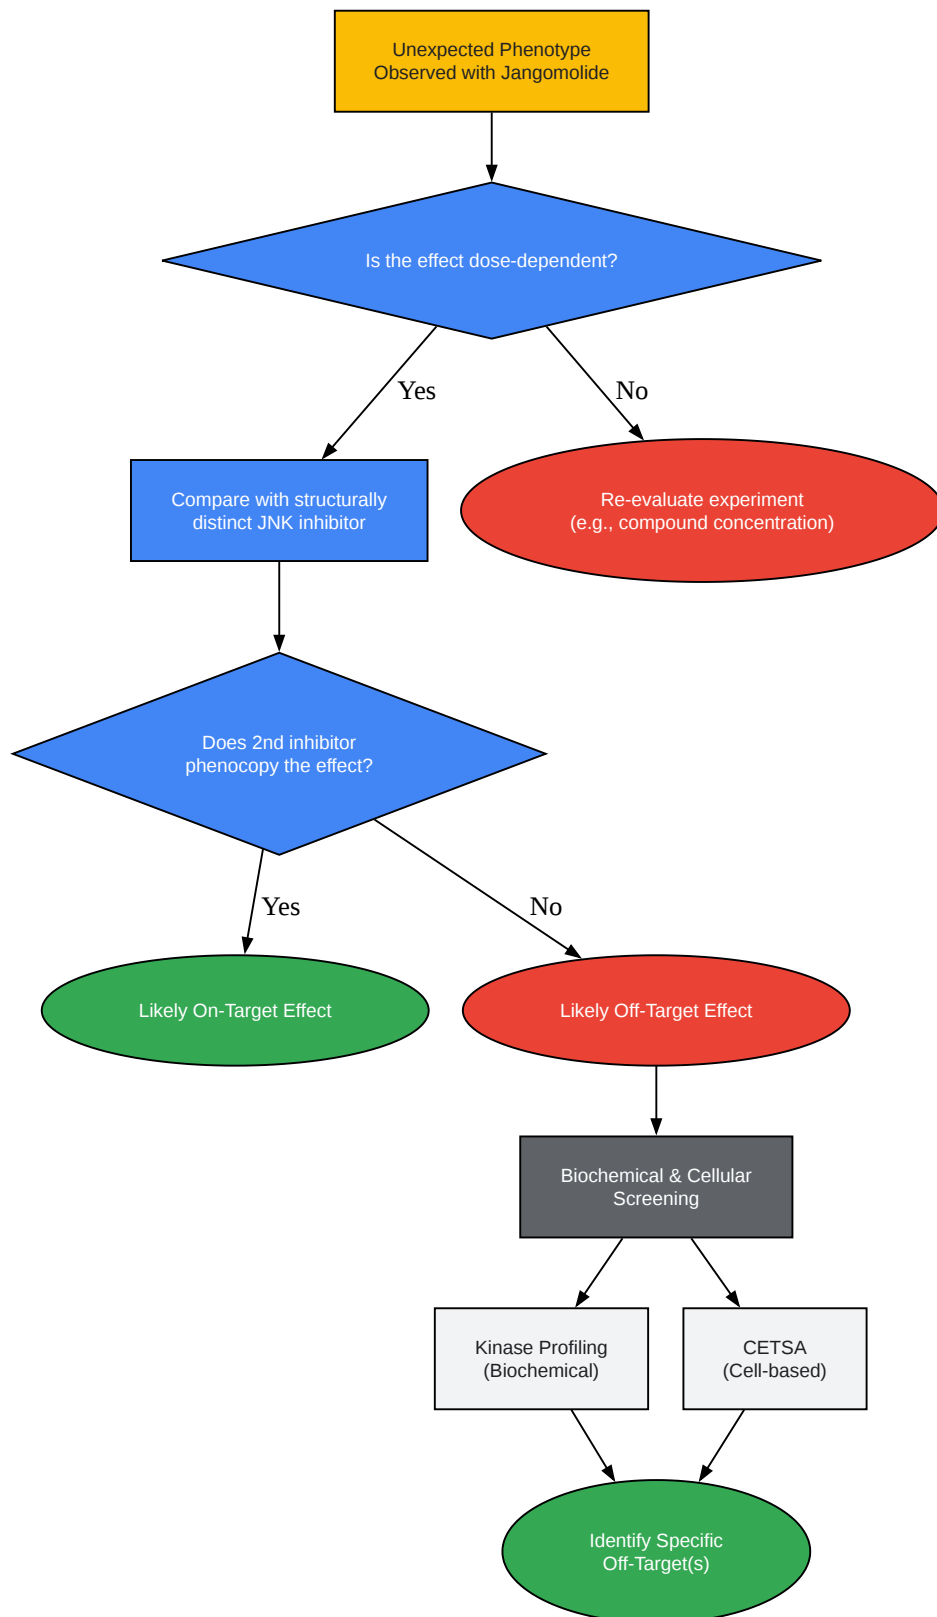 Unexpected Phenotype
Observed with Jangomolide
Is the effect dose-dependent?
Yes
No
Compare with structurally
distinct JNK inhibitor
Re-evaluate experiment
(e.g., compound concentration)
Does 2nd inhibitor
phenocopy the effect?
Yes
No
Likely On-Target Effect
Likely Off-Target Effect
Biochemical & Cellular
Screening
Kinase Profiling
(Biochemical)
CETSA
(Cell-based)
Identify Specific
Off-Target(s)